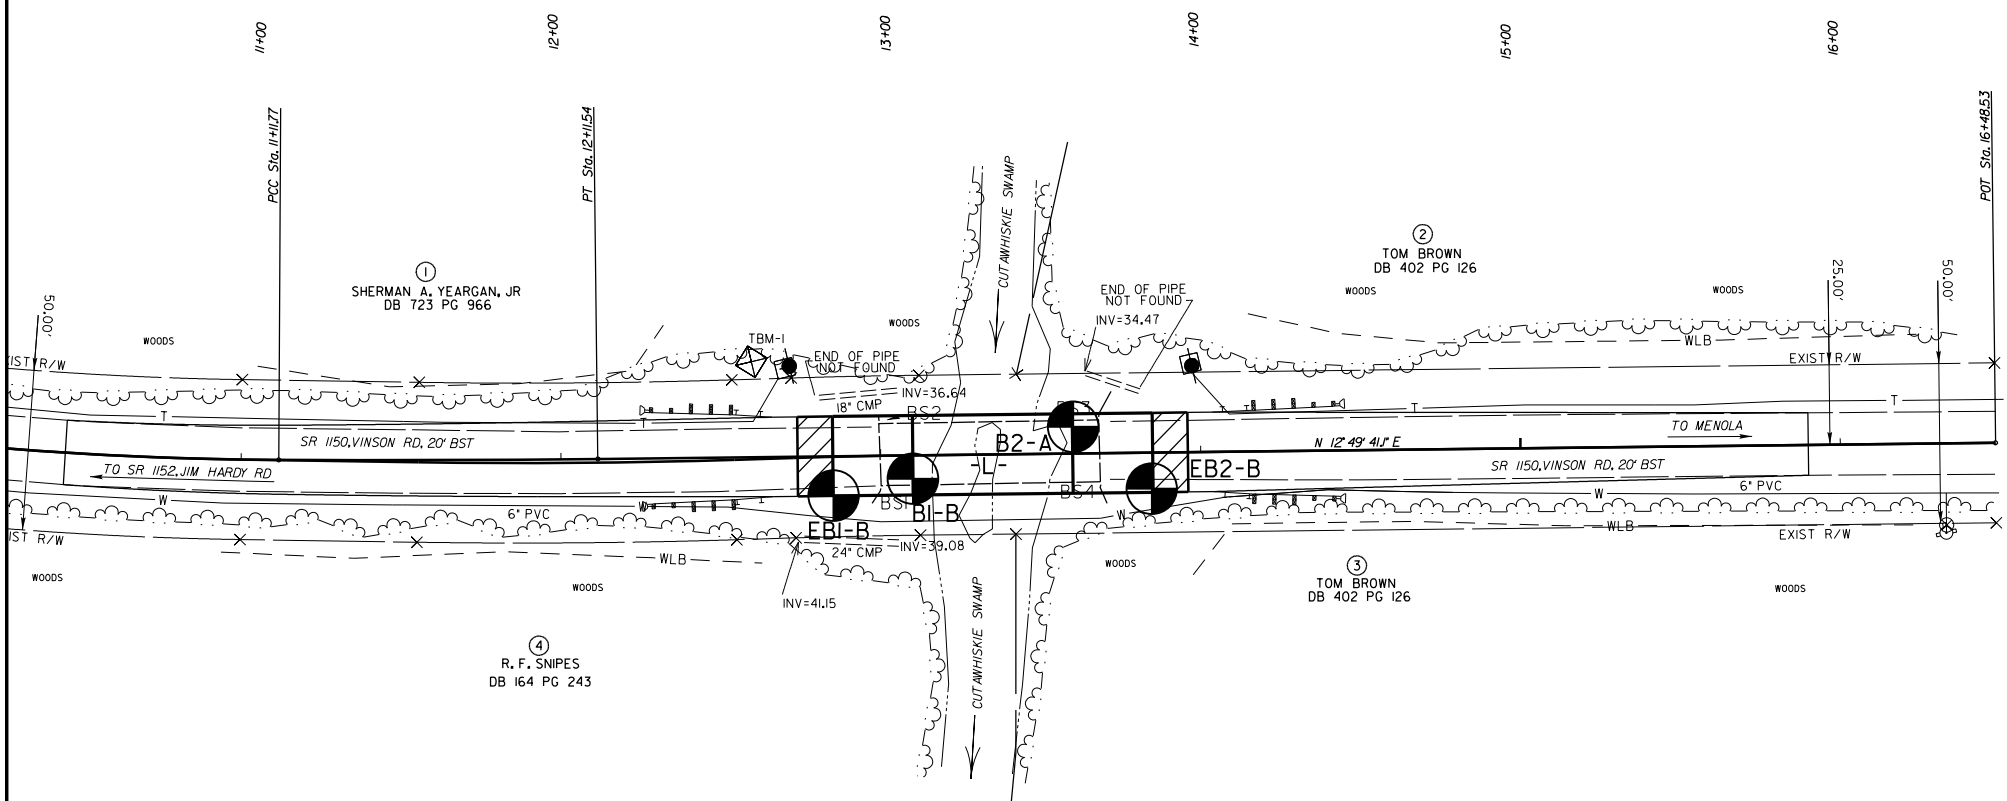 11+00
12+00
13+00
14+00
15+00
16+00
PCC Sta. 11+11.77
PT Sta. 12+11.54
POT Sta. 16+48.53
CUTAWHISKIE SWAMP
2
TOM BROWN
DB 402 PG 126
1
SHERMAN A. YEARGAN, JR
DB 723 PG 966
WOODS
WOODS
WOODS
WOODS
50.00'
25.00'
50.00'
END OF PIPE
NOT FOUND
INV=34.47
TBM-1
END OF PIPE
NOT FOUND
WLB
EXIST R/W
EXIST R/W
INV=36.64
18" CMP
BS2
T
T
T
T
T
SR 1150, VINSON RD, 20' BST
B2-A
-L-
N 12° 49' 41.1" E
TO MENOLA
TO SR 1152, JIM HARDY RD
EB2-B
SR 1150, VINSON RD, 20' BST
BS4
BS1
W
W
W
W
6" PVC
6" PVC
B1-B
EB1-B
WLB
EXIST R/W
IST R/W
24" CMP
INV=39.08
WLB
WOODS
WOODS
WOODS
WOODS
3
TOM BROWN
DB 402 PG 126
INV=41.15
CUTAWHISKIE SWAMP
4
R. F. SNIPES
DB 164 PG 243